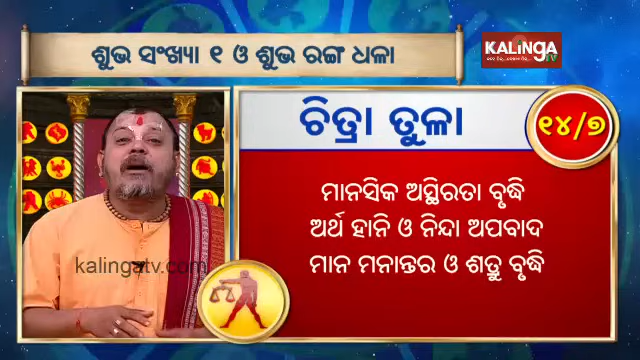 ଶୁଭ ସଂଖ୍ୟା ୧ ଓ ଶୁଭ ରଙ୍ଗ ଧଳା
KALINGA TV
ଚିତ୍ରା ତୁଳା
୧୪/୭
ମାନସିକ ଅସ୍ଥିରତା ବୃଦ୍ଧି
ଅର୍ଥ ହାନି ଓ ନିନ୍ଦା ଅପବାଦ
ମାନ ମନାନ୍ତର ଓ ଶତ୍ରୁ ବୃଦ୍ଧି
kalingatv.com